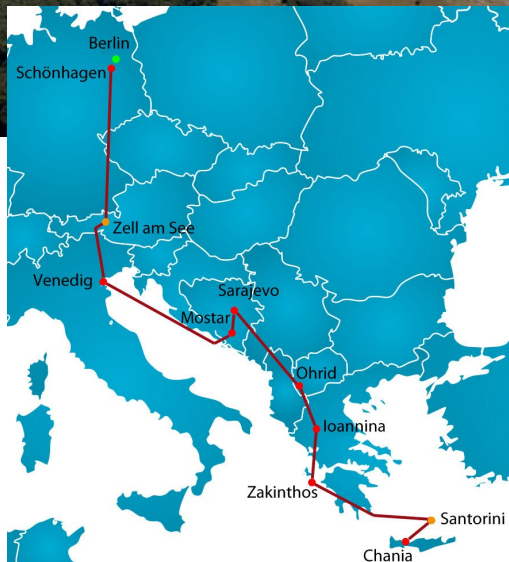 Berlin
Schönhagen
Zell am See
Venedig
Sarajevo
Mostar
Ohrid
Ioannina
Zakinthos
Santorini
Chania